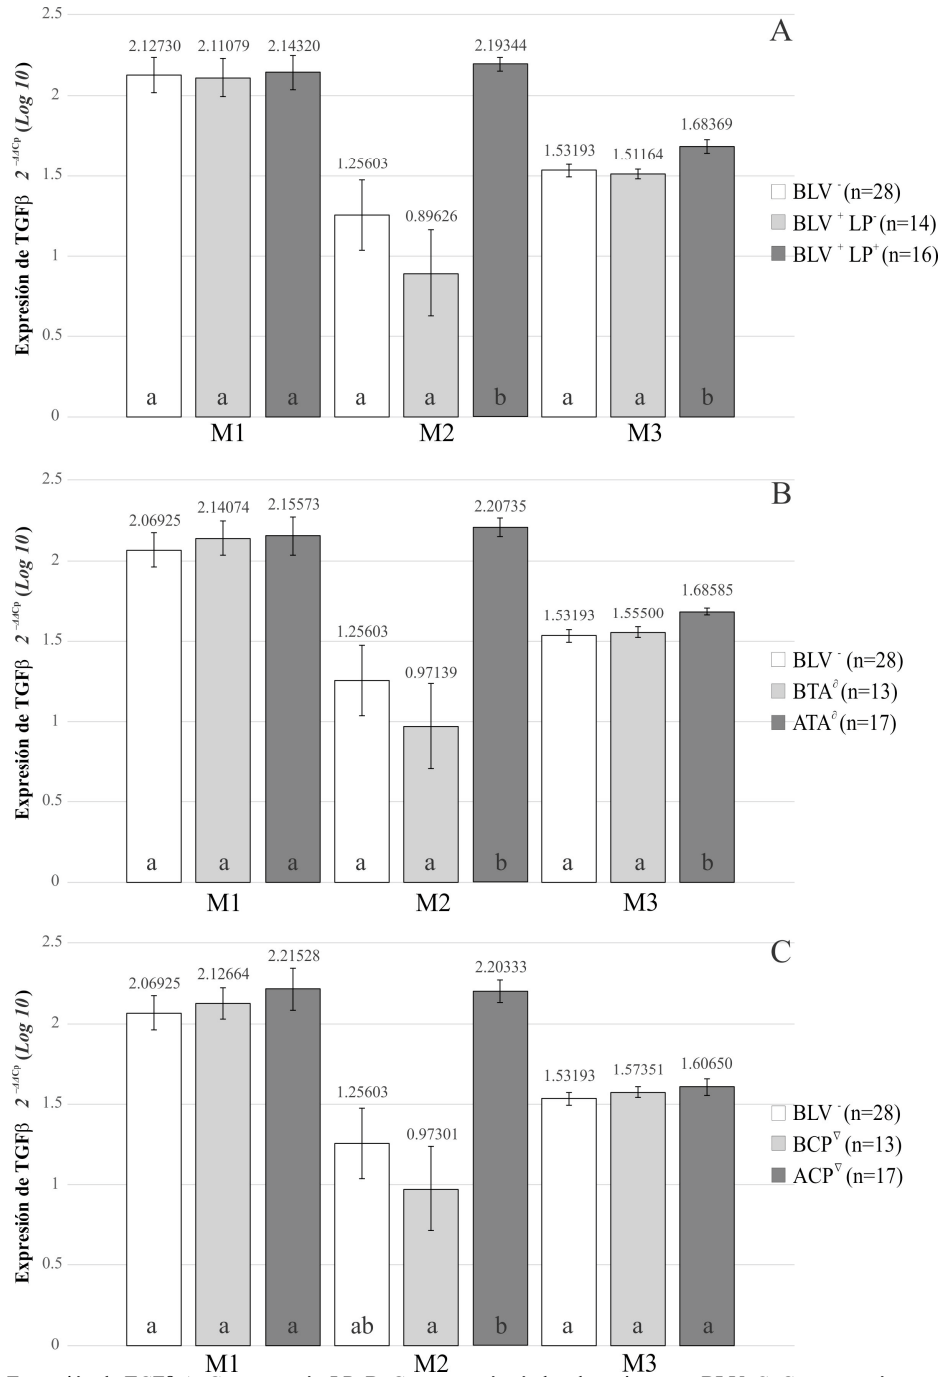 2.5
A
2.12730 2.11079 2.14320 2.19344
2
1.68369
1.53193 1.51164
1.5
1.25603
0.89626
1
0.5
0
Expresión de TGFβ 2 -ΔΔCp (Log 10)
BLV - (n=28)
BLV + LP- (n=14)
BLV + LP+ (n=16)
a a a a a b a a b
M1 M2 M3
2.5
B
2.06925 2.14074 2.15573 2.20735
2
1.53193 1.55500 1.68585
1.5
1.25603
0.97139
1
0.5
0
Expresión de TGFβ 2 -ΔΔCp (Log 10)
BLV - (n=28)
BTA∂ (n=13)
ATA∂ (n=17)
a a a a a b a a b
M1 M2 M3
2.5
C
2.06925 2.12664 2.21528 2.20333
2
1.53193 1.57351 1.60650
1.5
1.25603
0.97301
1
0.5
0
Expresión de TGFβ 2 -ΔΔCp (Log 10)
BLV - (n=28)
BCP∇ (n=13)
ACP∇ (n=17)
a a a ab a b a a a
M1 M2 M3